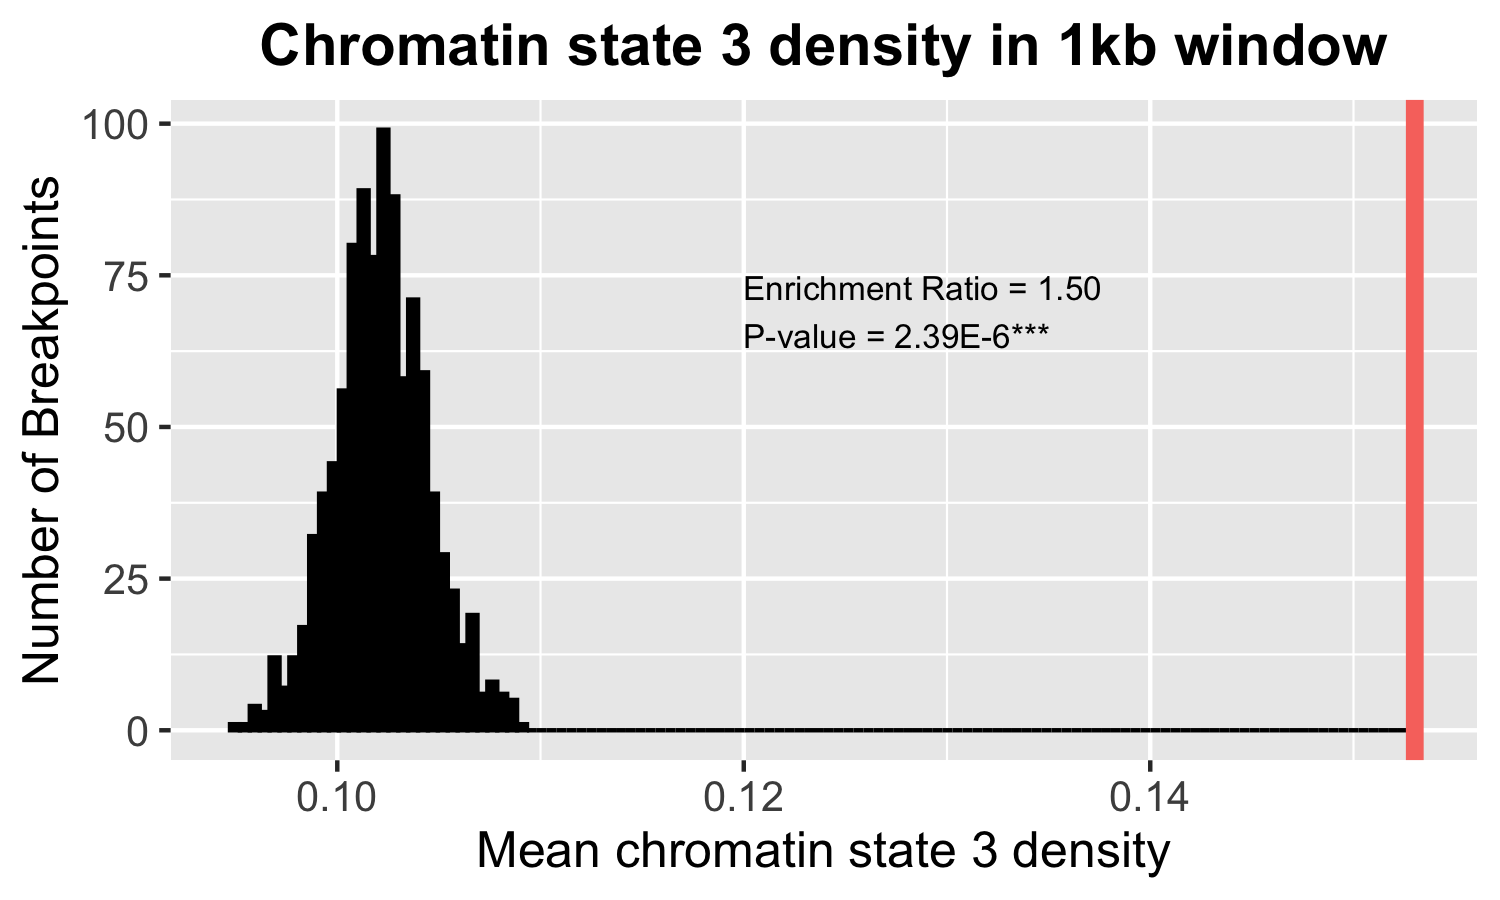 Chromatin state 3 density in 1kb window
Number of Breakpoints
100
75
50
25
0
Enrichment Ratio = 1.50
P-value = 2.39E-6***
0.10
0.12
0.14
Mean chromatin state 3 density